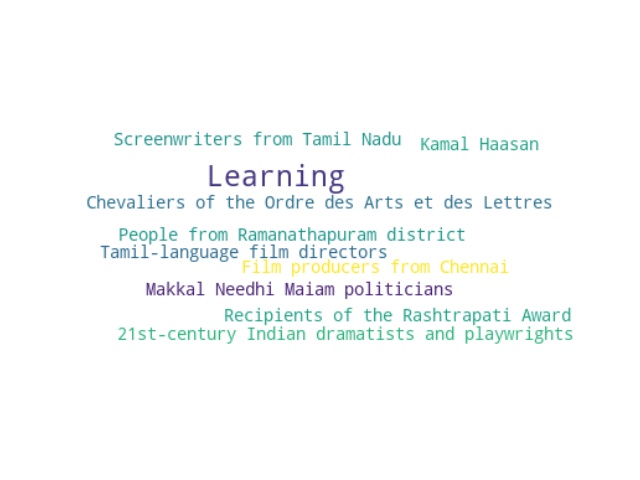 Screenwriters from Tamil Nadu
Kamal Haasan
Learning
Chevaliers of the Ordre des Arts et des Lettres
People from Ramanathapuram district
Tamil-language film directors
Film producers from Chennai
Makkal Needhi Maiam politicians
Recipients of the Rashtrapati Award
21st-century Indian dramatists and playwrights